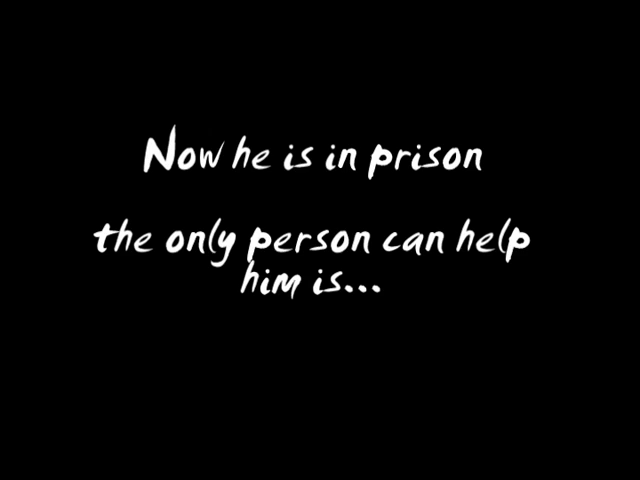 Now he is in prison
the only person can help
him is...